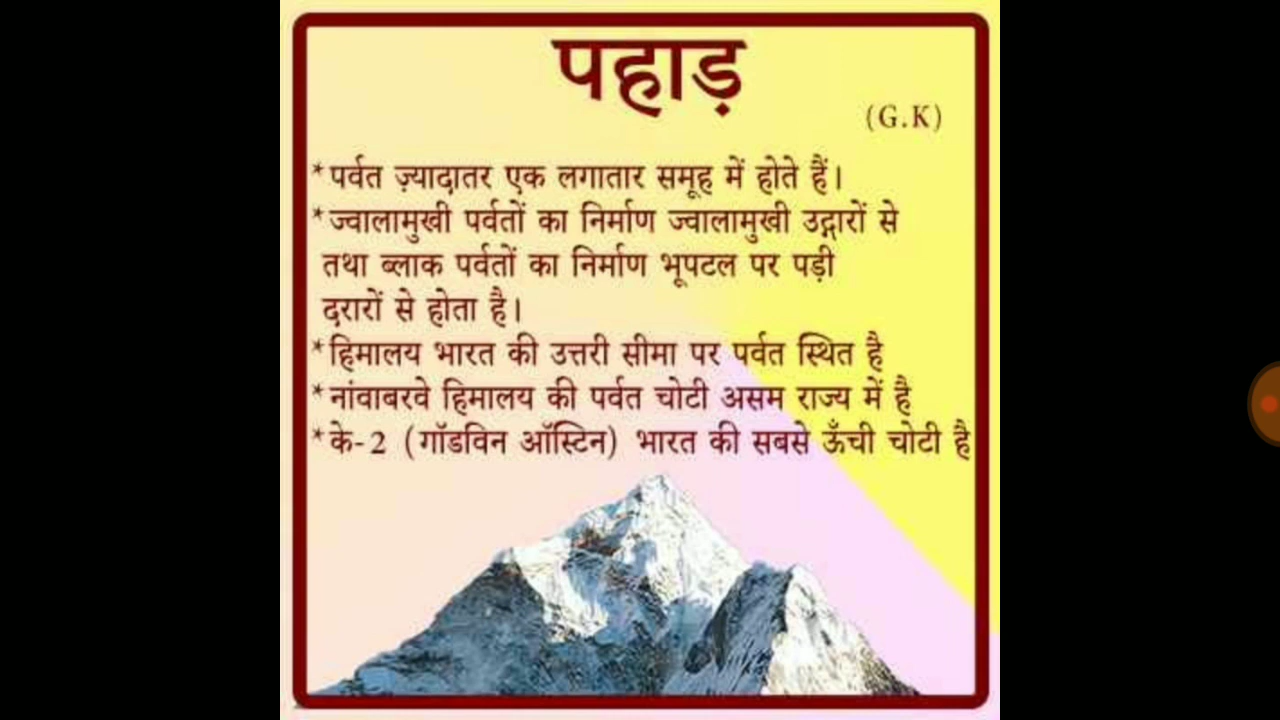 पहाड़
(G.K)
*पर्वत ज़्यादातर एक लगातार समूह में होते हैं।
*ज्वालामुखी पर्वतों का निर्माण ज्वालामुखी उद्गारों से
तथा ब्लाक पर्वतों का निर्माण भूपटल पर पड़ी
दरारों से होता है।
*हिमालय भारत की उत्तरी सीमा पर पर्वत स्थित है
*नांवाबरवे हिमालय की पर्वत चोटी असम राज्य में है
*के-2 (गॉडविन ऑस्टिन) भारत की सबसे ऊँची चोटी है